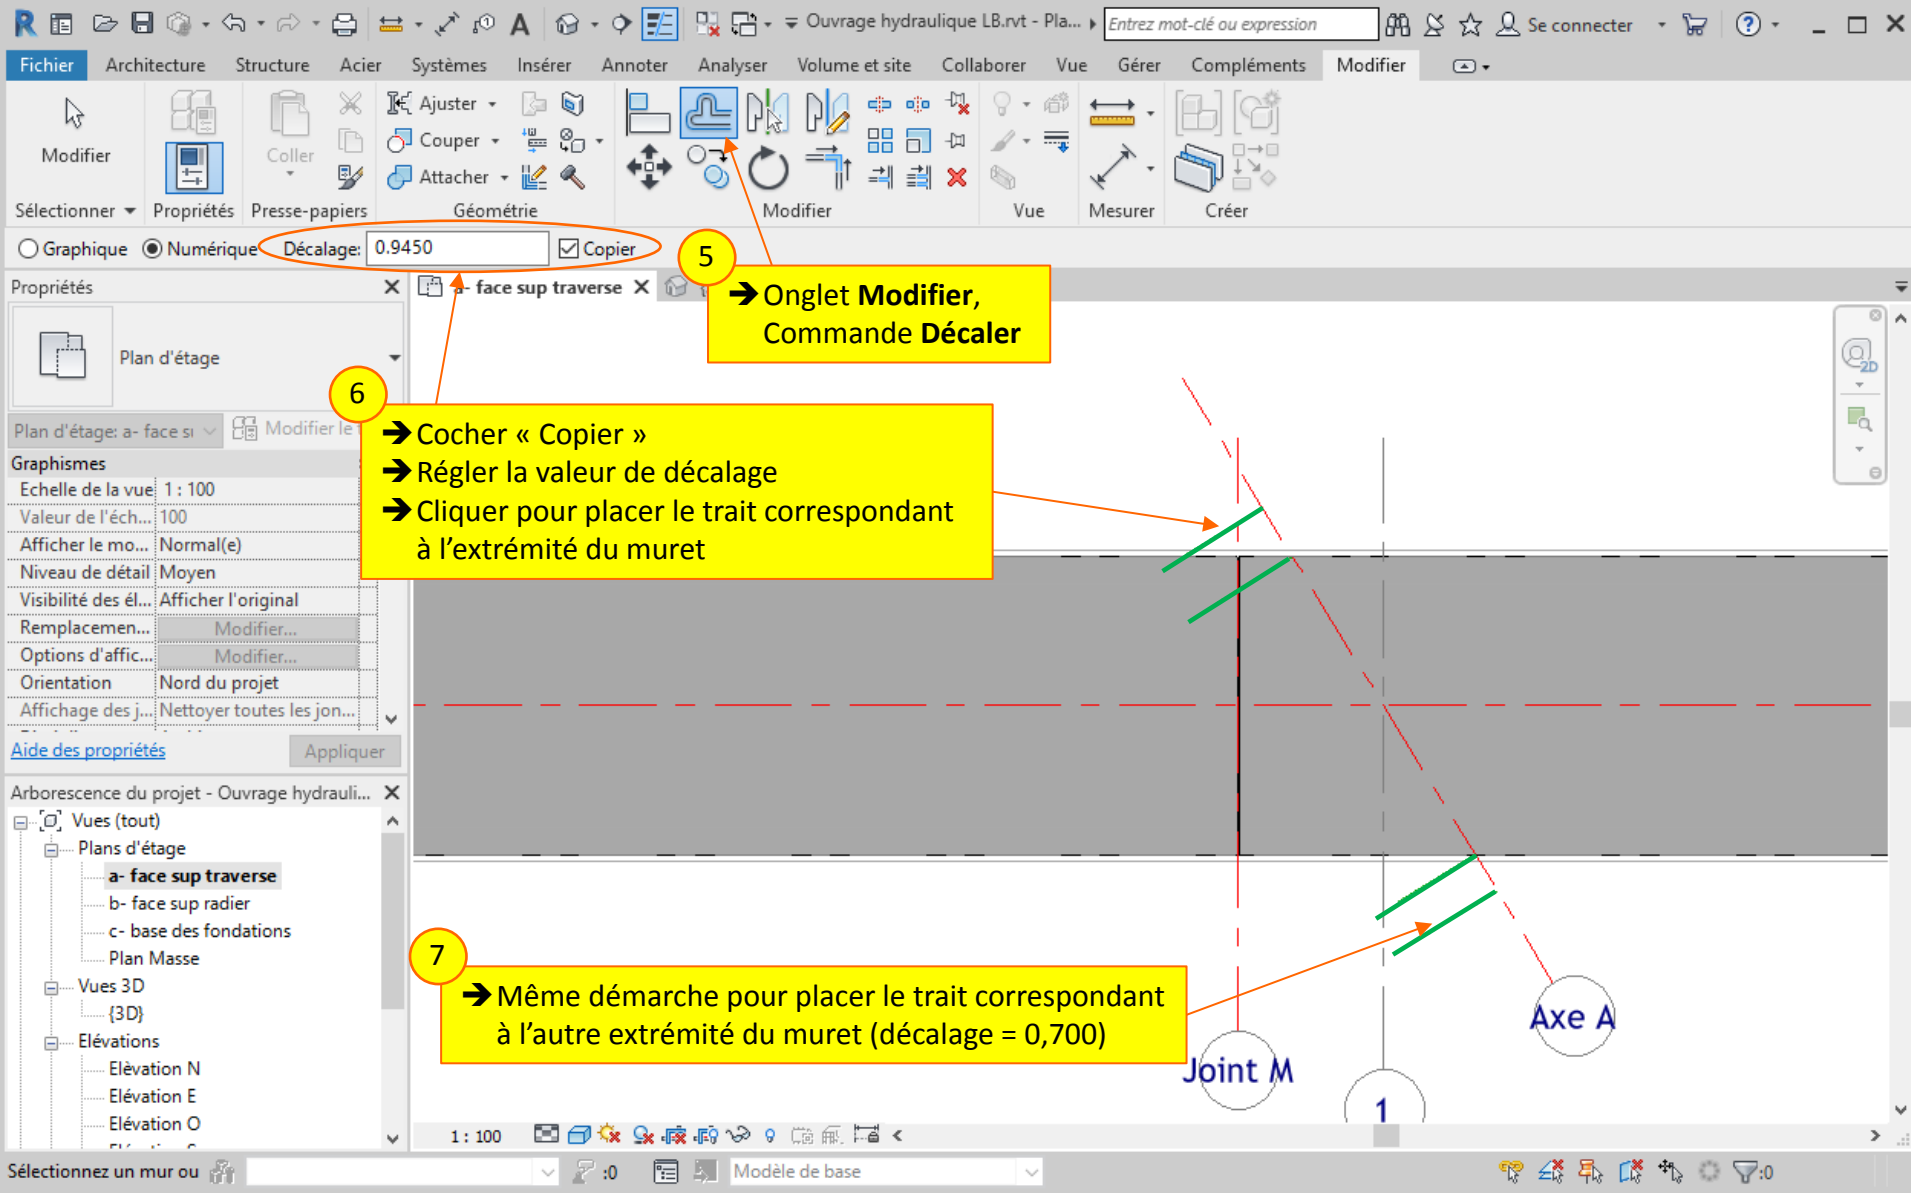 Ouvrage hydraulique LB.rvt - Pla...
Entrez mot-clé ou expression
Se connecter
Fichier Architecture Structure Acier Systèmes Insérer Annoter Analyser Volume et site Collaborer Vue Gérer Compléments Modifier
Modifier
Coller
Ajuster
Couper
Attacher
Sélectionner Propriétés Presse-papiers Géométrie Modifier Vue Mesurer Créer
Graphique Numérique Décalage: 0.9450 Copier
5
➔ Onglet Modifier,
Commande Décaler
Propriétés
a- face sup traverse
Plan d'étage
6
➔ Cocher « Copier »
➔ Régler la valeur de décalage
➔ Cliquer pour placer le trait correspondant
à l'extrémité du muret
Plan d'étage: a- face su
Modifier le
Graphismes
Echelle de la vue 1 : 100
Valeur de l'éch... 100
Afficher le mo... Normal(e)
Niveau de détail Moyen
Visibilité des él... Afficher l'original
Remplacemen... Modifier...
Options d'affic... Modifier...
Orientation Nord du projet
Affichage des j... Nettoyer toutes les jon...
Aide des propriétés Appliquer
Arborescence du projet - Ouvrage hydrauli...
Vues (tout)
Plans d'étage
a- face sup traverse
b- face sup radier
c- base des fondations
Plan Masse
Vues 3D
{3D}
Elévations
Elèvation N
Elévation E
Elévation O
7
➔ Même démarche pour placer le trait correspondant
à l'autre extrémité du muret (décalage = 0,700)
Axe A
Joint M
1
2D
1 : 100
Sélectionnez un mur ou
:0
Modèle de base
:0